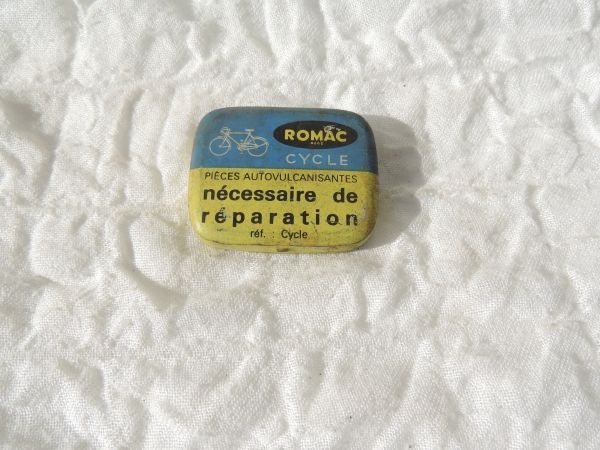 ROMAC
CYCLE
PIÈCES AUTOVULCANISANTES
nécessaire de
réparation
réf. : Cycle